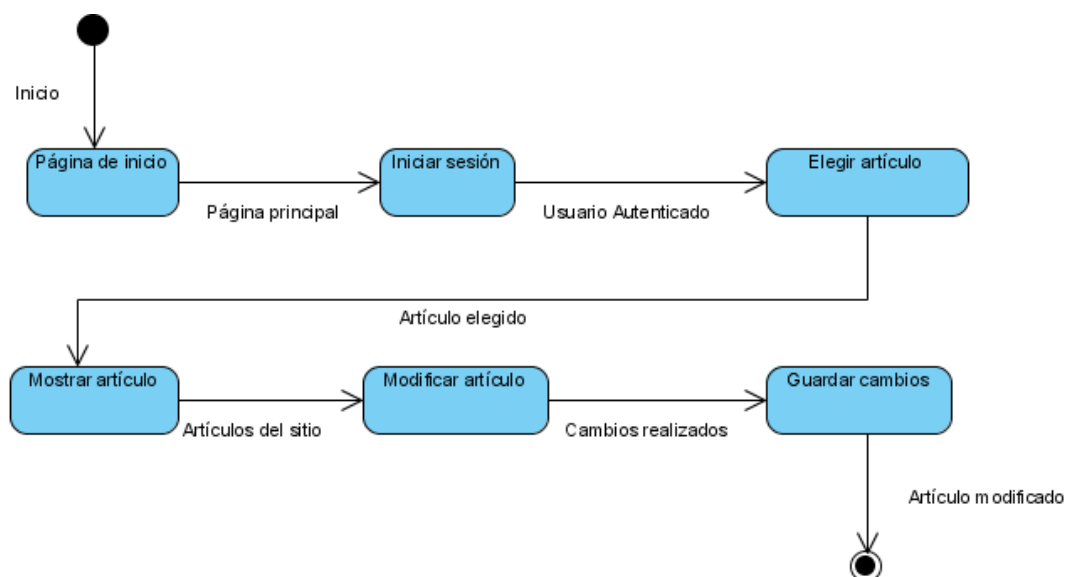 Inicio
Página de inicio
Iniciar sesión
Elegir artículo
Página principal
Usuario Autenticado
Artículo elegido
Mostrar artículo
Modificar artículo
Guardar cambios
Artículos del sitio
Cambios realizados
Artículo modificado